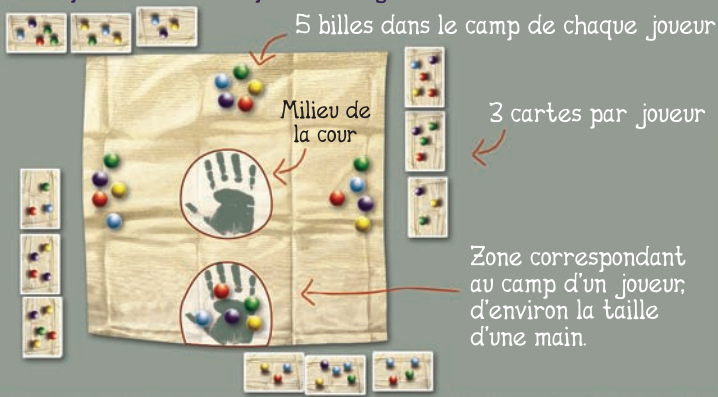 5 billes dans le camp de chaque joueur
Milieu de
la cour
3 cartes par joueur
Zone correspondant
au camp d'un joueur,
d'environ la taille
d'une main.